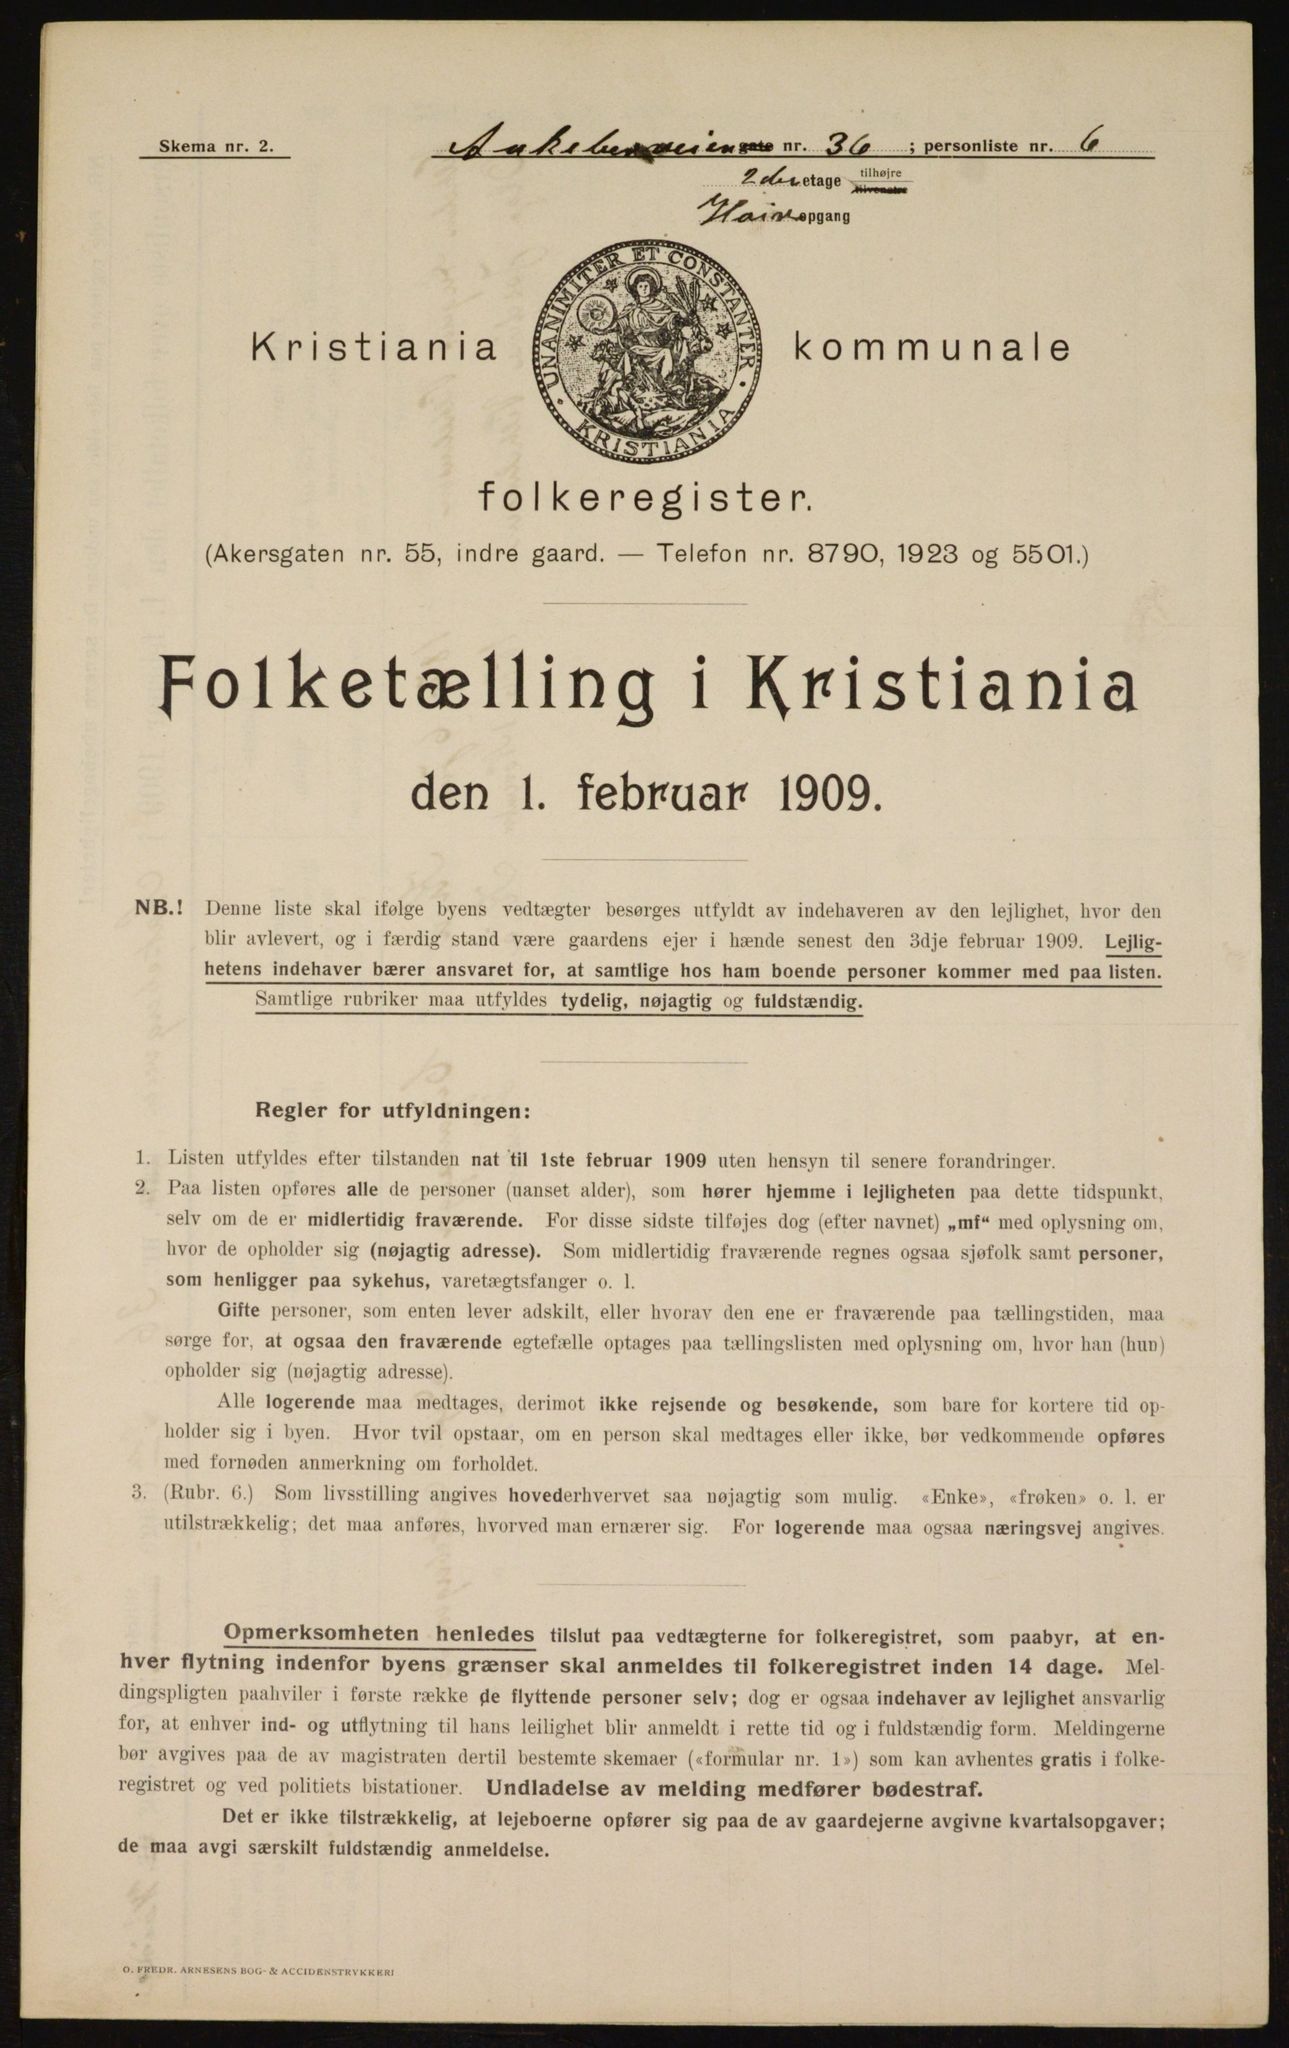 Skema nr. 2.
Ankerveien gate nr. 36 ; personliste nr. 6
2den etage tilhøjre
tilvenstre
opgang
UNANIMITER ET CONSTANTER
KRISTIANIA
Kristiania kommunale
folkeregister.
(Akersgaten nr. 55, indre gaard. — Telefon nr. 8790, 1923 og 5501.)
Folketælling i Kristiania
den 1. februar 1909.
NB.! Denne liste skal ifølge byens vedtægter besørges utfyldt av indehaveren av den lejlighet, hvor den
blir avlevert, og i færdig stand være gaardens ejer i hænde senest den 3dje februar 1909. Lejlig-
hetens indehaver bærer ansvaret for, at samtlige hos ham boende personer kommer med paa listen.
Samtlige rubriker maa utfyldes tydelig, nøjagtig og fuldstændig.
Regler for utfyldningen:
1. Listen utfyldes efter tilstanden nat til 1ste februar 1909 uten hensyn til senere forandringer.
2. Paa listen opføres alle de personer (uanset alder), som hører hjemme i lejligheten paa dette tidspunkt,
selv om de er midlertidig fraværende. For disse sidste tilføjes dog (efter navnet) „mf“ med oplysning om,
hvor de opholder sig (nøjagtig adresse). Som midlertidig fraværende regnes ogsaa sjøfolk samt personer,
som henligger paa sykehus, varetægtsfanger o. l.
Gifte personer, som enten lever adskilt, eller hvorav den ene er fraværende paa tællingstiden, maa
sørge for, at ogsaa den fraværende egtefælle optages paa tællingslisten med oplysning om, hvor han (hun)
opholder sig (nøjagtig adresse).
Alle logerende maa medtages, derimot ikke rejsende og besøkende, som bare for kortere tid op-
holder sig i byen. Hvor tvil opstaar, om en person skal medtages eller ikke, bør vedkommende opføres
med fornøden anmerkning om forholdet.
3. (Rubr. 6.) Som livsstilling angives hovederhvervet saa nøjagtig som mulig. «Enke», «frøken» o. l. er
utilstrækkelig; det maa anføres, hvorved man ernærer sig. For logerende maa ogsaa næringsvej angives.
Opmerksomheten henledes tilslut paa vedtægterne for folkeregistret, som paabyr, at en-
hver flytning indenfor byens grænser skal anmeldes til folkeregistret inden 14 dage. Mel-
dingspligten paahviler i første række de flyttende personer selv; dog er ogsaa indehaver av lejlighet ansvarlig
for, at enhver ind- og utflytning til hans leilighet blir anmeldt i rette tid og i fuldstændig form. Meldingerne
bør avgives paa de av magistraten dertil bestemte skemaer («formular nr. 1») som kan avhentes gratis i folke-
registret og ved politiets bistationer. Undladelse av melding medfører bødestraf.
Det er ikke tilstrækkelig, at lejeboerne opfører sig paa de av gaardejerne avgivne kvartalsopgaver;
de maa avgi særskilt fuldstændig anmeldelse.
O. FREDR. ARNESENS BOG- & ACCIDENSTRYKKERI